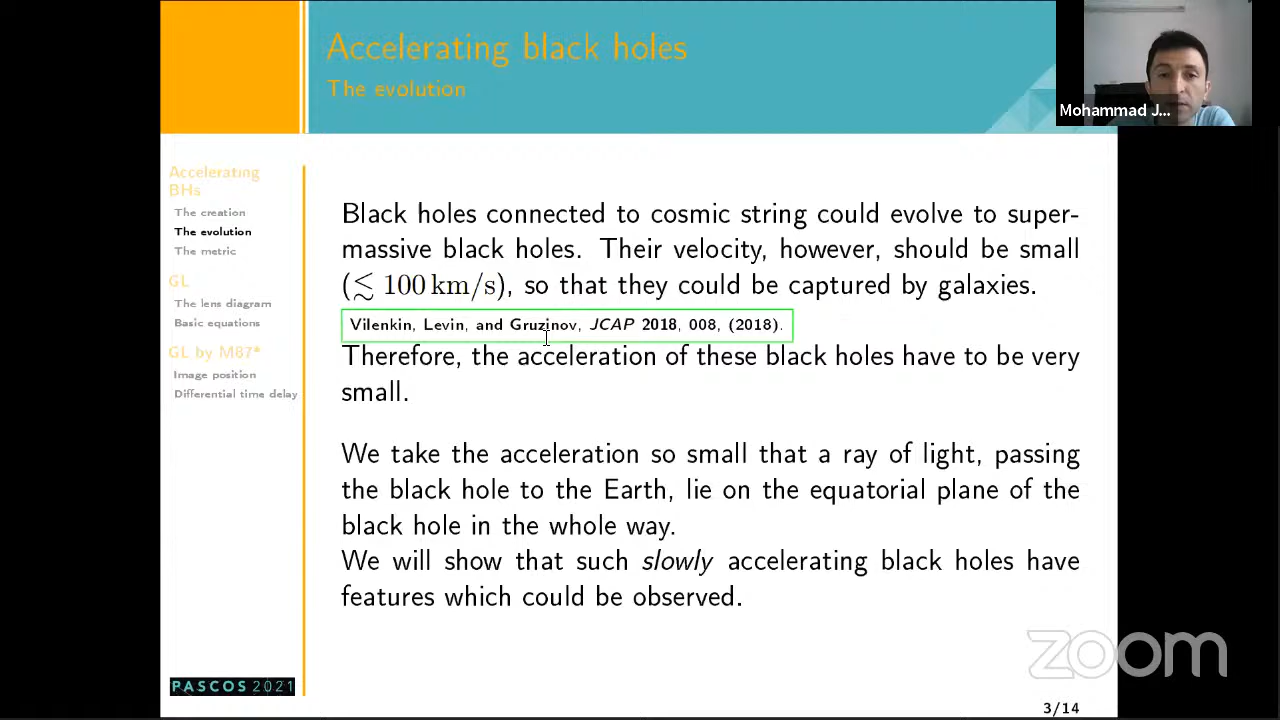 Accelerating black holes
The evolution
Mohammad J...
Accelerating
BHs
The creation
The evolution
The metric
GL
The lens diagram
Basic equations
GL by M87*
Image position
Differential time delay
Black holes connected to cosmic string could evolve to super-
massive black holes. Their velocity, however, should be small
(≲ 100 km/s), so that they could be captured by galaxies.
Vilenkin, Levin, and Gruzinov, JCAP 2018, 008, (2018).
Therefore, the acceleration of these black holes have to be very
small.
We take the acceleration so small that a ray of light, passing
the black hole to the Earth, lie on the equatorial plane of the
black hole in the whole way.
We will show that such slowly accelerating black holes have
features which could be observed.
PASCOS 2021
zoom
3/14